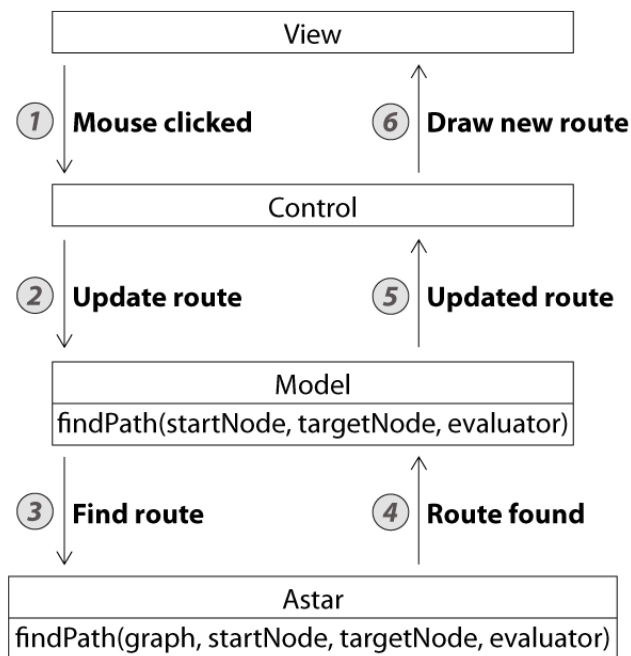 View
1 Mouse clicked
6 Draw new route
Control
2 Update route
5 Updated route
Model
findPath(startNode, targetNode, evaluator)
3 Find route
4 Route found
Astar
findPath(graph, startNode, targetNode, evaluator)